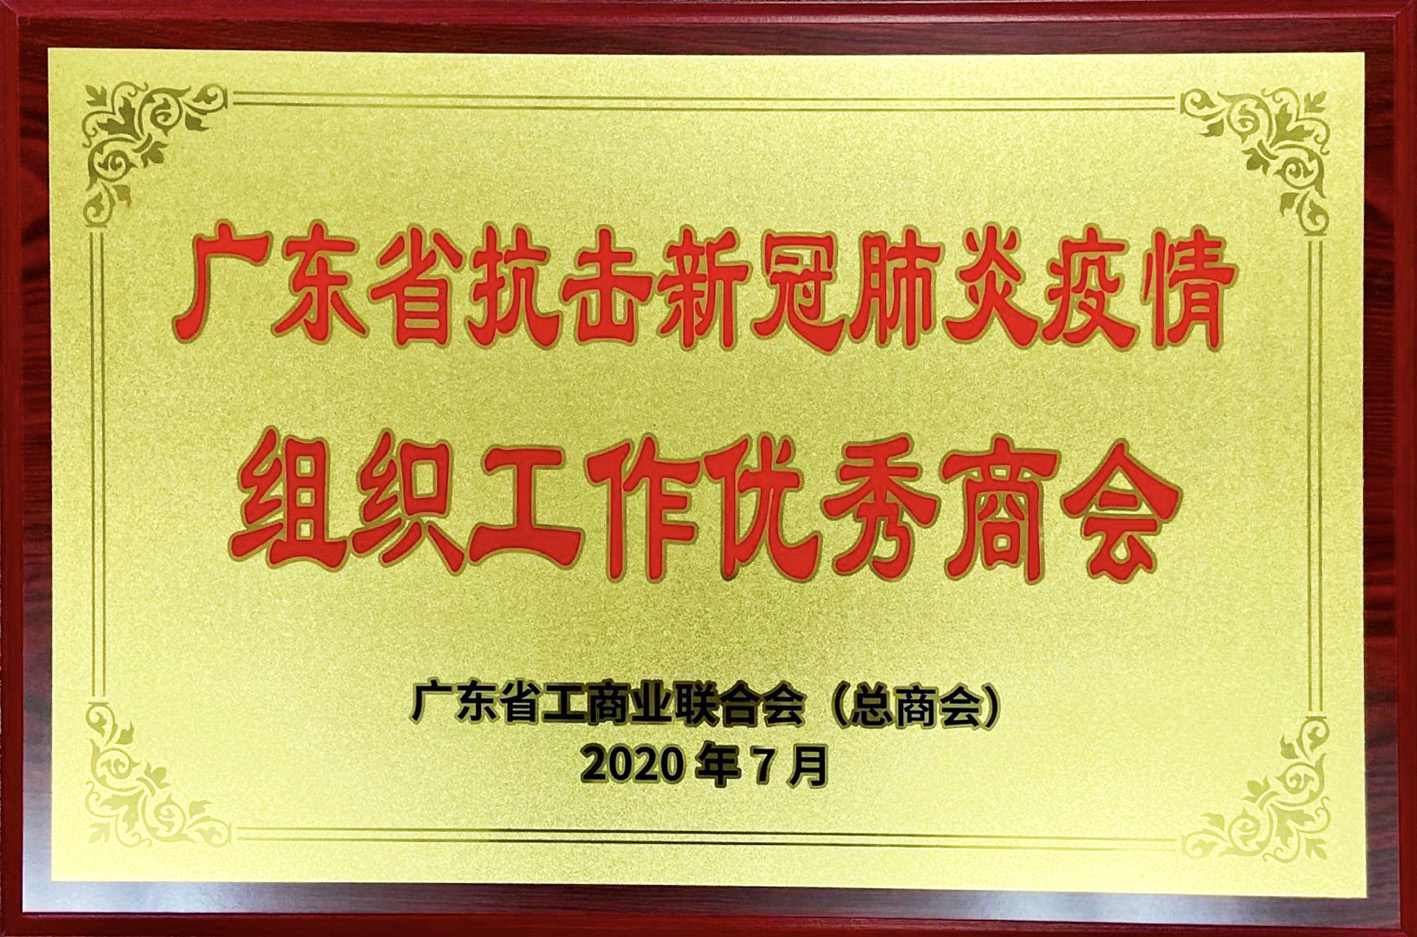 广东省抗击新冠肺炎疫情
组织工作优秀商会
广东省工商业联合会（总商会）
2020年7月